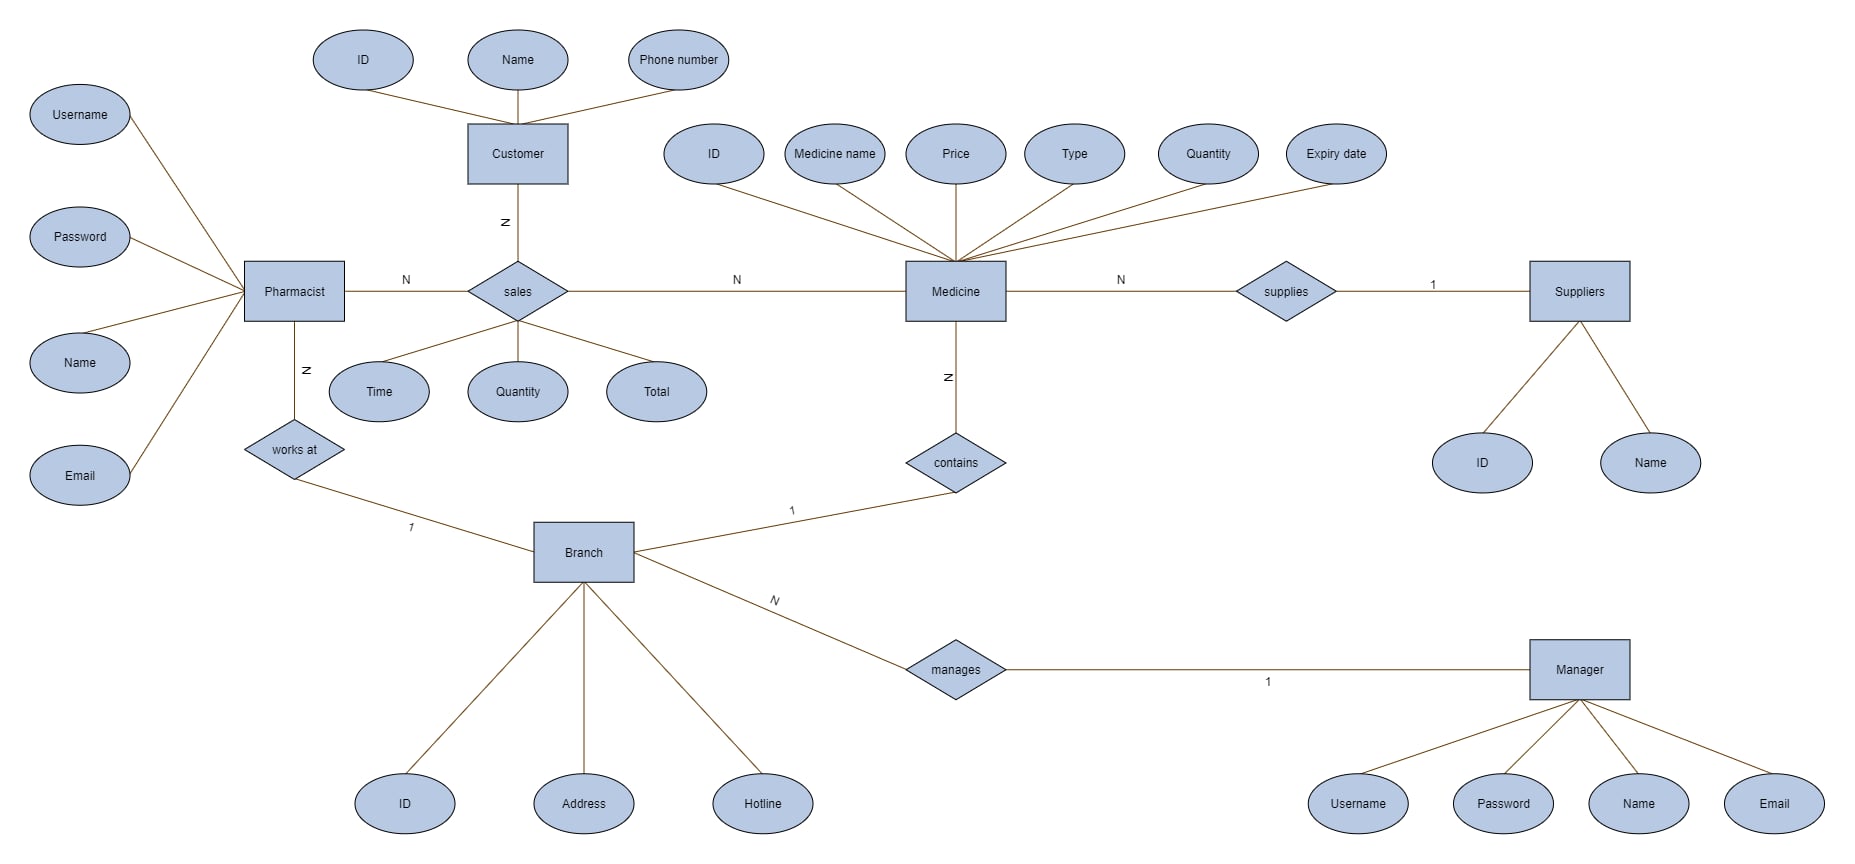 ID
Name
Phone number
Username
Customer
ID
Medicine name
Price
Type
Quantity
Expiry date
N
Password
Pharmacist
N
sales
N
Medicine
N
supplies
1
Suppliers
Name
N
Time
Quantity
Total
N
works at
contains
ID
Name
Email
1
1
Branch
N
manages
1
Manager
ID
Address
Hotline
Username
Password
Name
Email